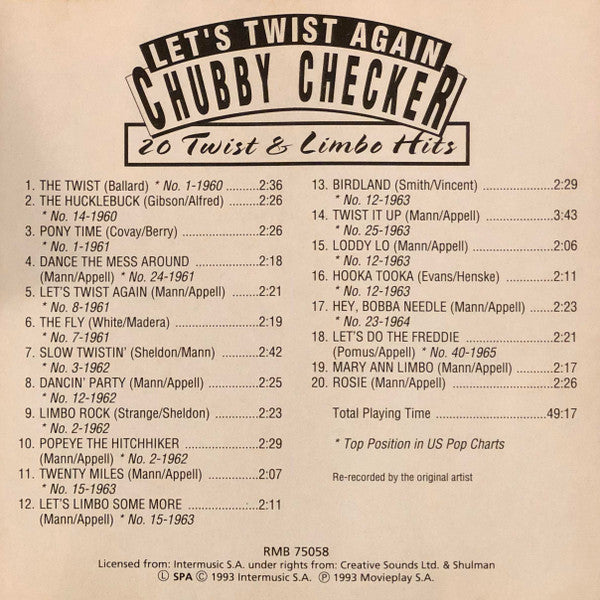 LET'S TWIST AGAIN
CHUBBY CHECKER
20 Twist & Limbo Hits
1. THE TWIST (Ballard) * No. 1-1960 ..........2:36
2. THE HUCKLEBUCK (Gibson/Alfred) ........2:26
* No. 14-1960
3. PONY TIME (Covay/Berry) ....................2:26
* No. 1-1961
4. DANCE THE MESS AROUND ................2:18
(Mann/Appell) * No. 24-1961
5. LET'S TWIST AGAIN (Mann/Appell) ......2:21
* No. 8-1961
6. THE FLY (White/Madera) ......................2:19
* No. 7-1961
7. SLOW TWISTIN' (Sheldon/Mann) ..........2:42
* No. 3-1962
8. DANCIN' PARTY (Mann/Appell) ............2:25
* No. 12-1962
9. LIMBO ROCK (Strange/Sheldon) ............2:23
* No. 2-1962
10. POPEYE THE HITCHHIKER ....................2:29
(Mann/Appell) * No. 2-1962
11. TWENTY MILES (Mann/Appell) ............2:07
* No. 15-1963
12. LET'S LIMBO SOME MORE ..................2:11
(Mann/Appell) * No. 15-1963
13. BIRDLAND (Smith/Vincent) ..................2:29
* No. 12-1963
14. TWIST IT UP (Mann/Appell) ..................3:43
* No. 25-1963
15. LODDY LO (Mann/Appell) ....................2:06
* No. 12-1963
16. HOOKA TOOKA (Evans/Henske) ..........2:11
* No. 12-1963
17. HEY, BOBBA NEEDLE (Mann/Appell) ....2:23
* No. 23-1964
18. LET'S DO THE FREDDIE ........................2:21
(Pomus/Appell) * No. 40-1965
19. MARY ANN LIMBO (Mann/Appell) ......2:17
20. ROSIE (Mann/Appell) ..........................2:26
Total Playing Time ............................49:17
* Top Position in US Pop Charts
Re-recorded by the original artist
RMB 75058
Licensed from: Intermusic S.A. under rights from: Creative Sounds Ltd. & Shulman
Ⓛ SPA Ⓒ 1993 Intermusic S.A. Ⓟ 1993 Movieplay S.A.